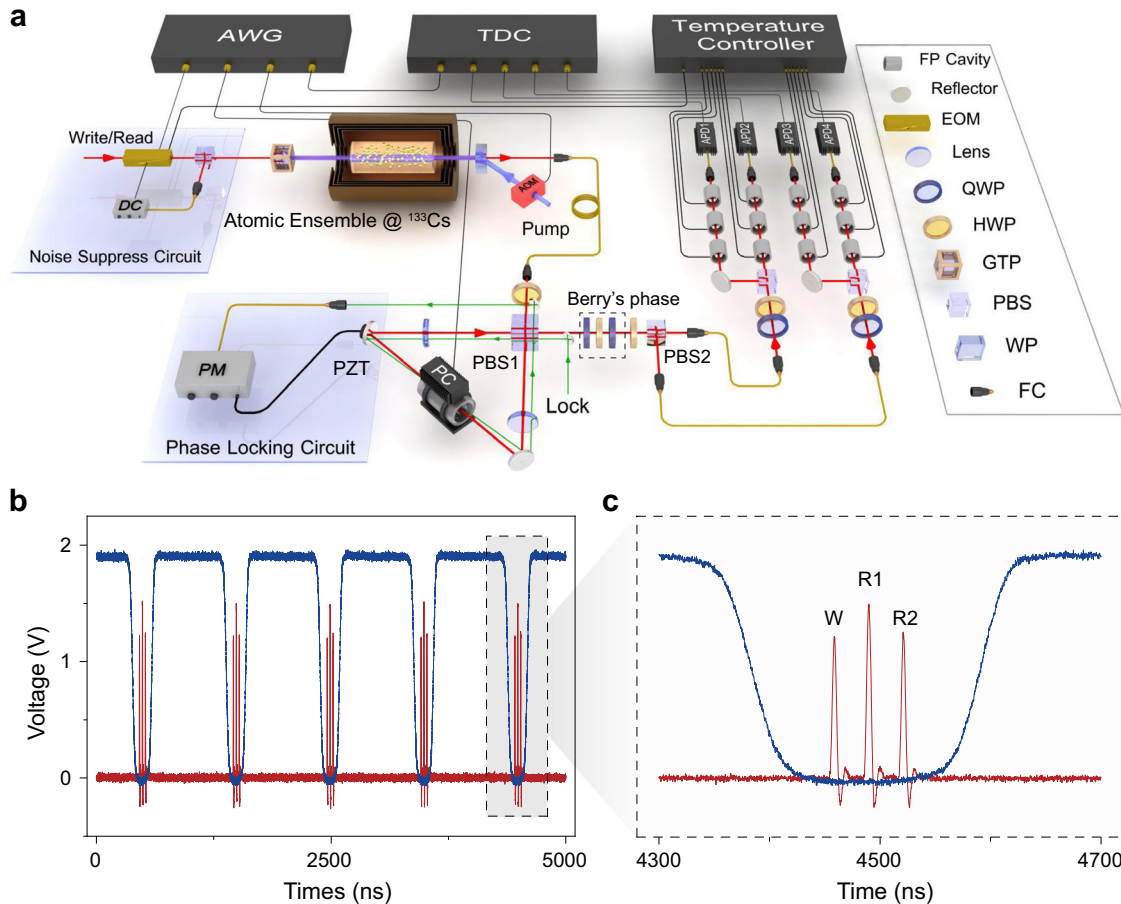 a
AWG
TDC
Temperature
Controller
FP Cavity
Reflector
EOM
Lens
QWP
HWP
GTP
PBS
WP
FC
APD1
APD2
APD3
APD4
Write/Read
DC
Noise Suppress Circuit
Atomic Ensemble @ ¹³³Cs
AOM
Pump
Berry's phase
PM
PZT
PC
PBS1
PBS2
Lock
Phase Locking Circuit
b
Voltage (V)
2
1
0
0
2500
5000
Times (ns)
c
W
R1
R2
4300
4500
4700
Time (ns)